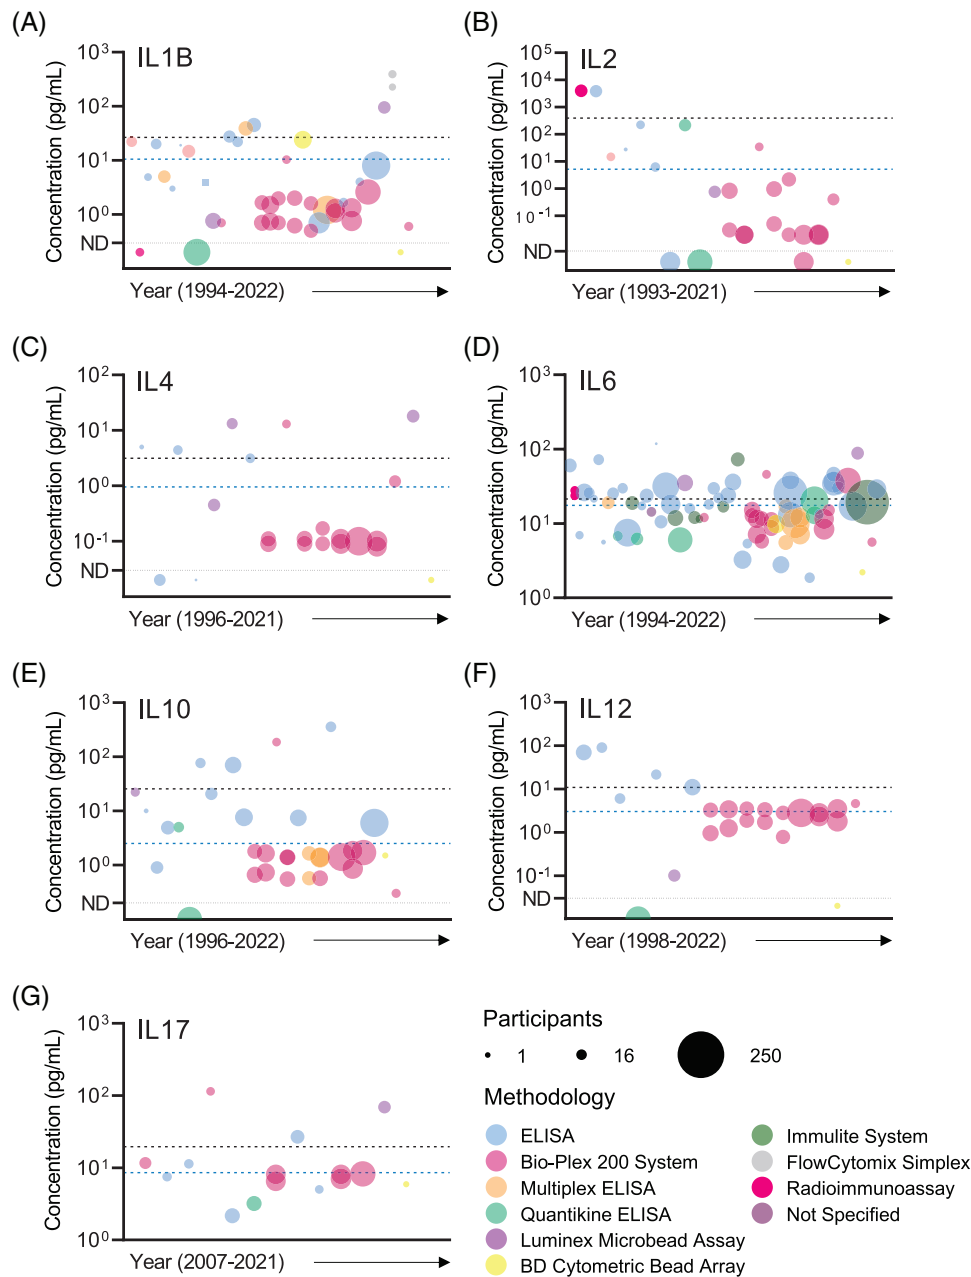 (A)
IL1B
Concentration (pg/mL)
10³
10²
10¹
10⁰
ND
Year (1994-2022)
(B)
IL2
Concentration (pg/mL)
10⁵
10⁴
10³
10²
10¹
10⁰
10⁻¹
ND
Year (1993-2021)
(C)
IL4
Concentration (pg/mL)
10²
10¹
10⁰
10⁻¹
ND
Year (1996-2021)
(D)
IL6
Concentration (pg/mL)
10³
10²
10¹
10⁰
Year (1994-2022)
(E)
IL10
Concentration (pg/mL)
10³
10²
10¹
10⁰
ND
Year (1996-2022)
(F)
IL12
Concentration (pg/mL)
10³
10²
10¹
10⁰
10⁻¹
ND
Year (1998-2022)
(G)
IL17
Concentration (pg/mL)
10³
10²
10¹
10⁰
Year (2007-2021)
Participants
1 16 250
Methodology
ELISA
Bio-Plex 200 System
Multiplex ELISA
Quantikine ELISA
Luminex Microbead Assay
BD Cytometric Bead Array
Immulite System
FlowCytomix Simplex
Radioimmunoassay
Not Specified